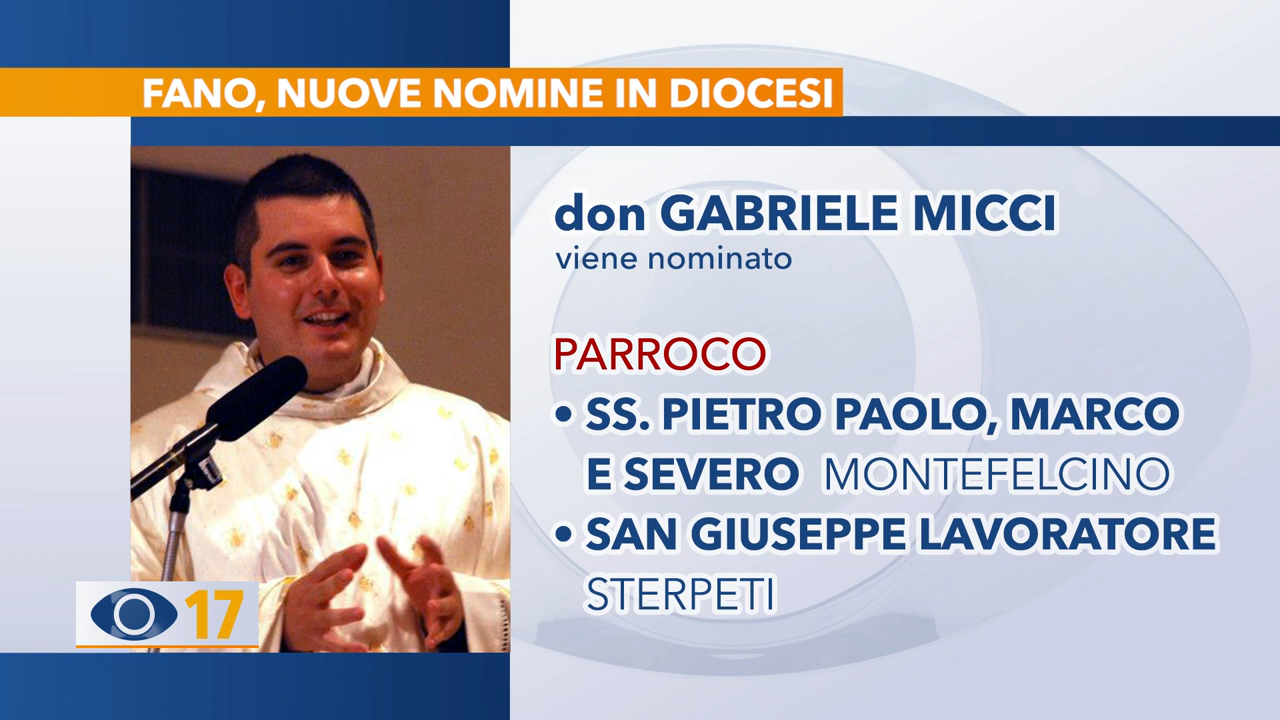 FANO, NUOVE NOMINE IN DIOCESI
don GABRIELE MICCI
viene nominato
PARROCO
• SS. PIETRO PAOLO, MARCO
E SEVERO MONTEFELCINO
• SAN GIUSEPPE LAVORATORE
STERPETI
17